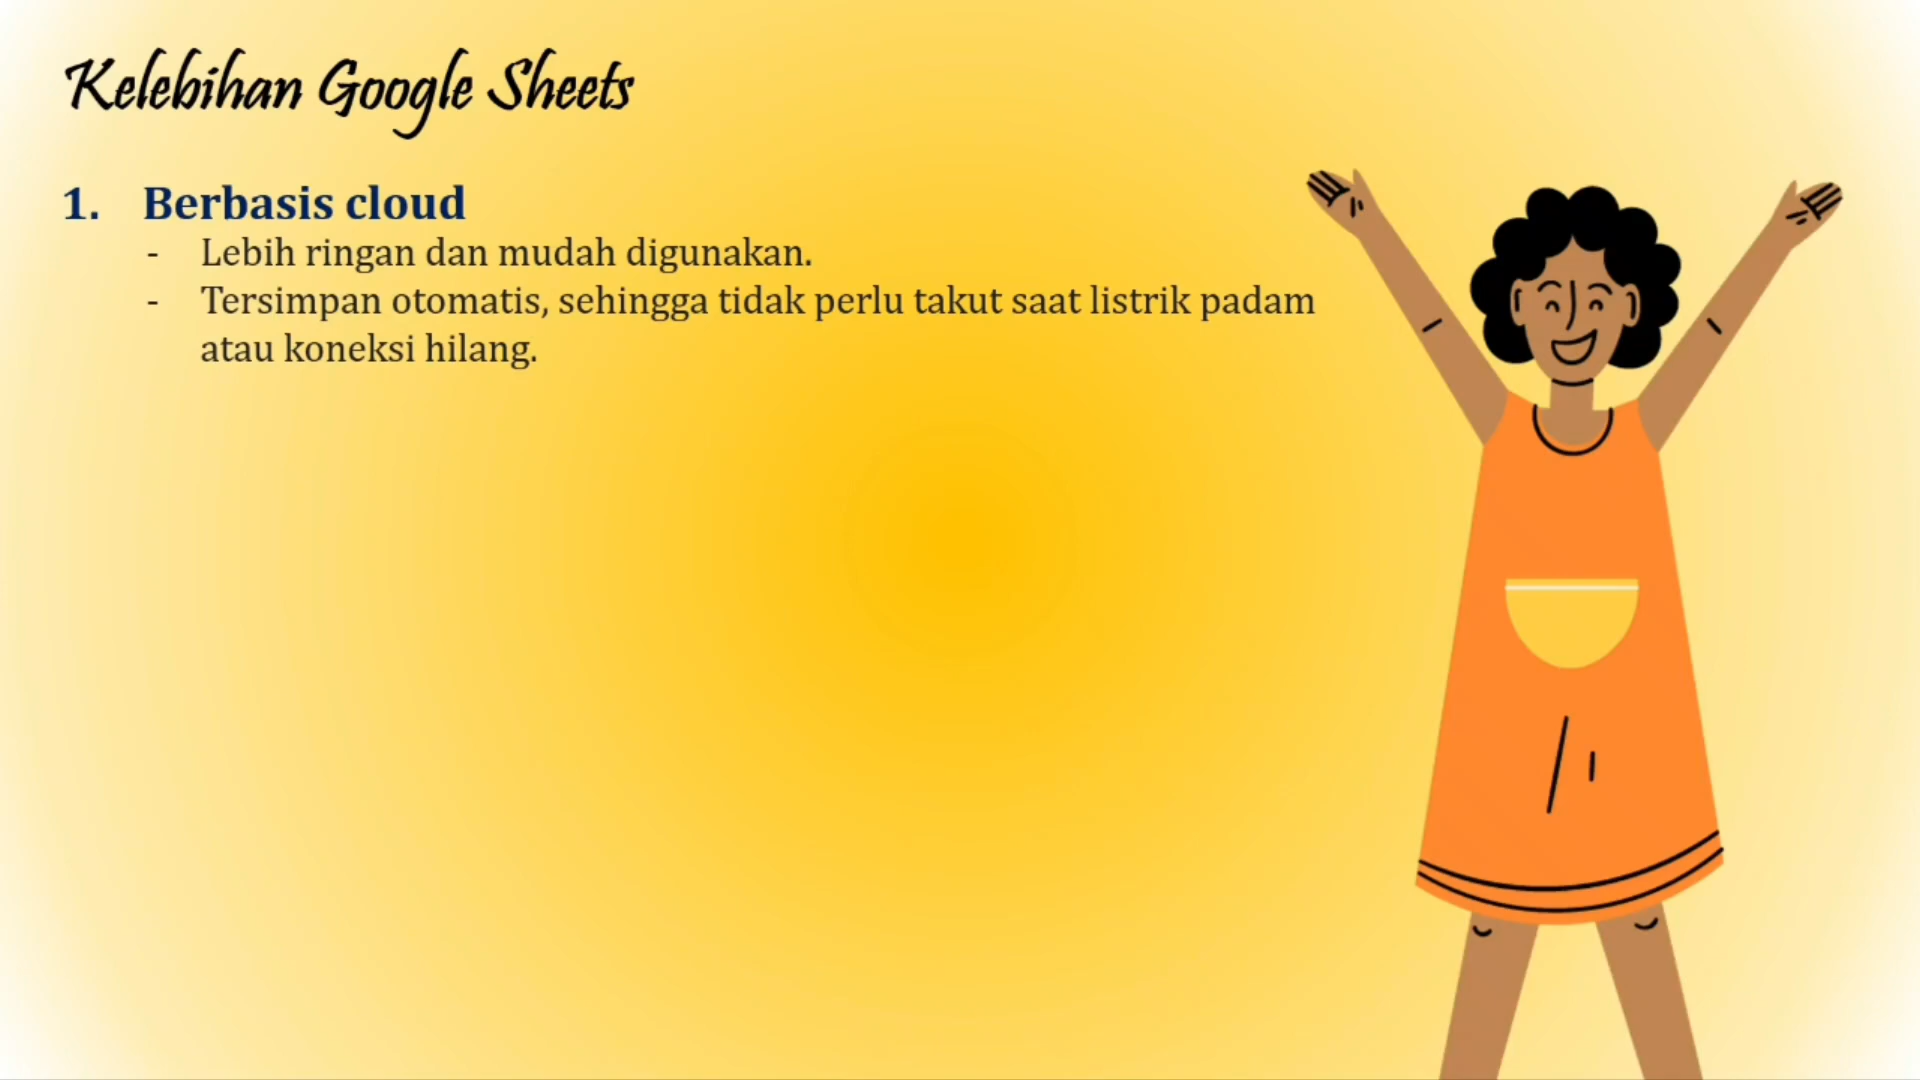 Kelebihan Google Sheets
1. Berbasis cloud
- Lebih ringan dan mudah digunakan.
- Tersimpan otomatis, sehingga tidak perlu takut saat listrik padam
atau koneksi hilang.